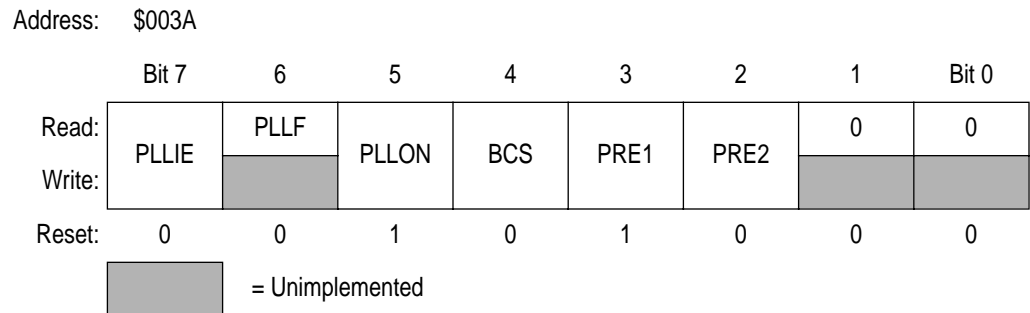 Address: $003A
Bit 7 6 5 4 3 2 1 Bit 0
Read: PLLIE PLLF PLLON BCS PRE1 PRE2 0 0
Write:
Reset: 0 0 1 0 1 0 0 0
= Unimplemented